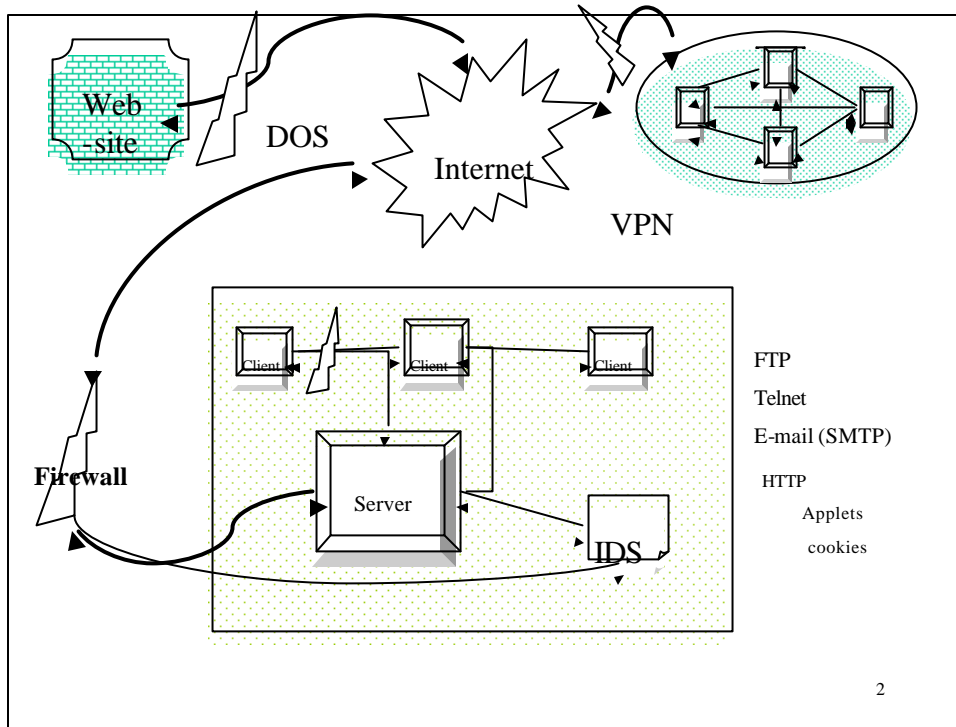 Web
-site
DOS
Internet
VPN
Client
Client
Client
FTP
Telnet
E-mail (SMTP)
Firewall
Server
HTTP
Applets
IDS
cookies
2